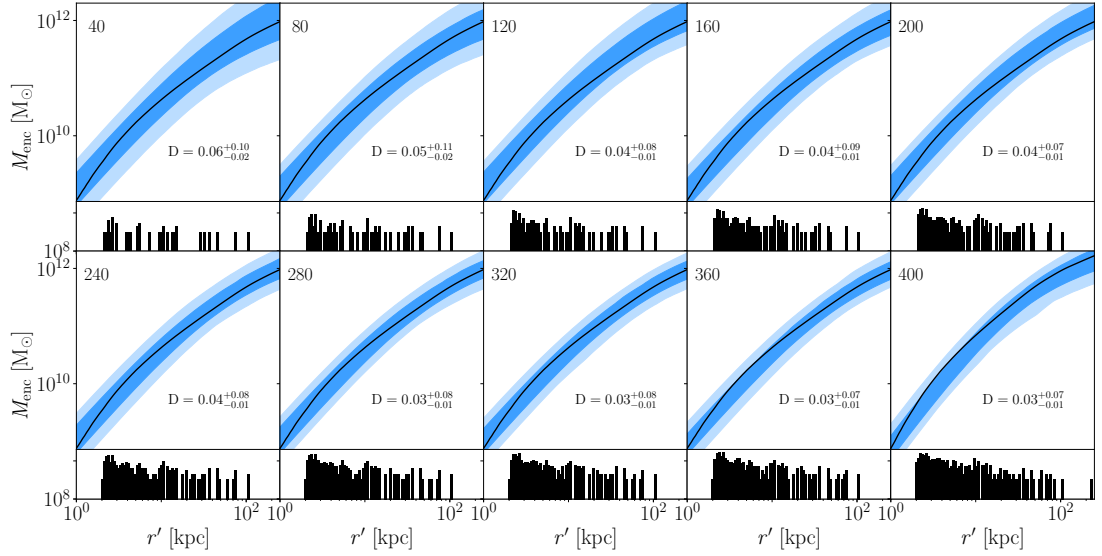 40 80 120 160 200
10^{12}
M_{enc} [M_⊙]
10^{10}
D = 0.06^{+0.10}_{-0.02} D = 0.05^{+0.11}_{-0.02} D = 0.04^{+0.08}_{-0.01} D = 0.04^{+0.09}_{-0.01} D = 0.04^{+0.07}_{-0.01}
10^{8}
240 280 320 360 400
10^{12}
M_{enc} [M_⊙]
10^{10}
D = 0.04^{+0.08}_{-0.01} D = 0.03^{+0.08}_{-0.01} D = 0.03^{+0.08}_{-0.01} D = 0.03^{+0.07}_{-0.01} D = 0.03^{+0.07}_{-0.01}
10^{8}
10^{0} 10^{2} 10^{0} 10^{2} 10^{0} 10^{2} 10^{0} 10^{2} 10^{0} 10^{2}
r′ [kpc] r′ [kpc] r′ [kpc] r′ [kpc] r′ [kpc]